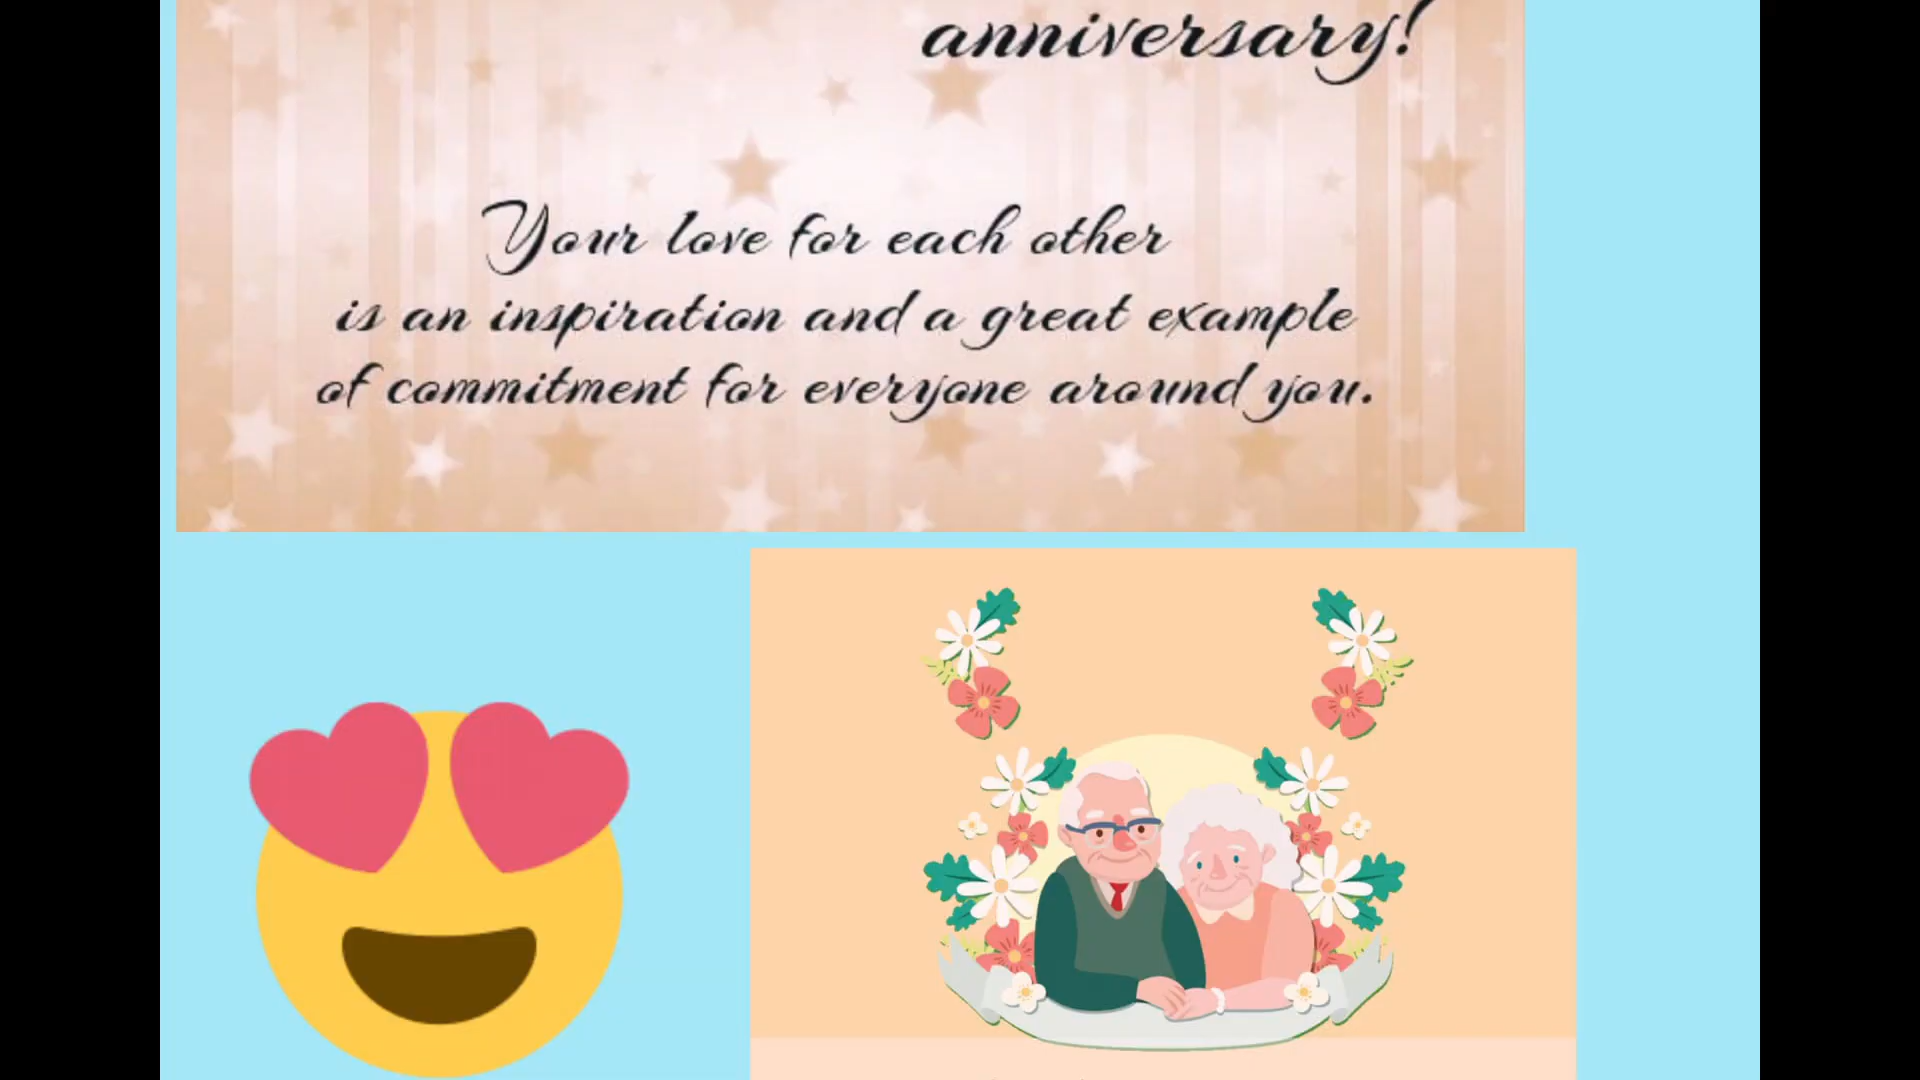 anniversary!
Your love for each other
is an inspiration and a great example
of commitment for everyone around you.